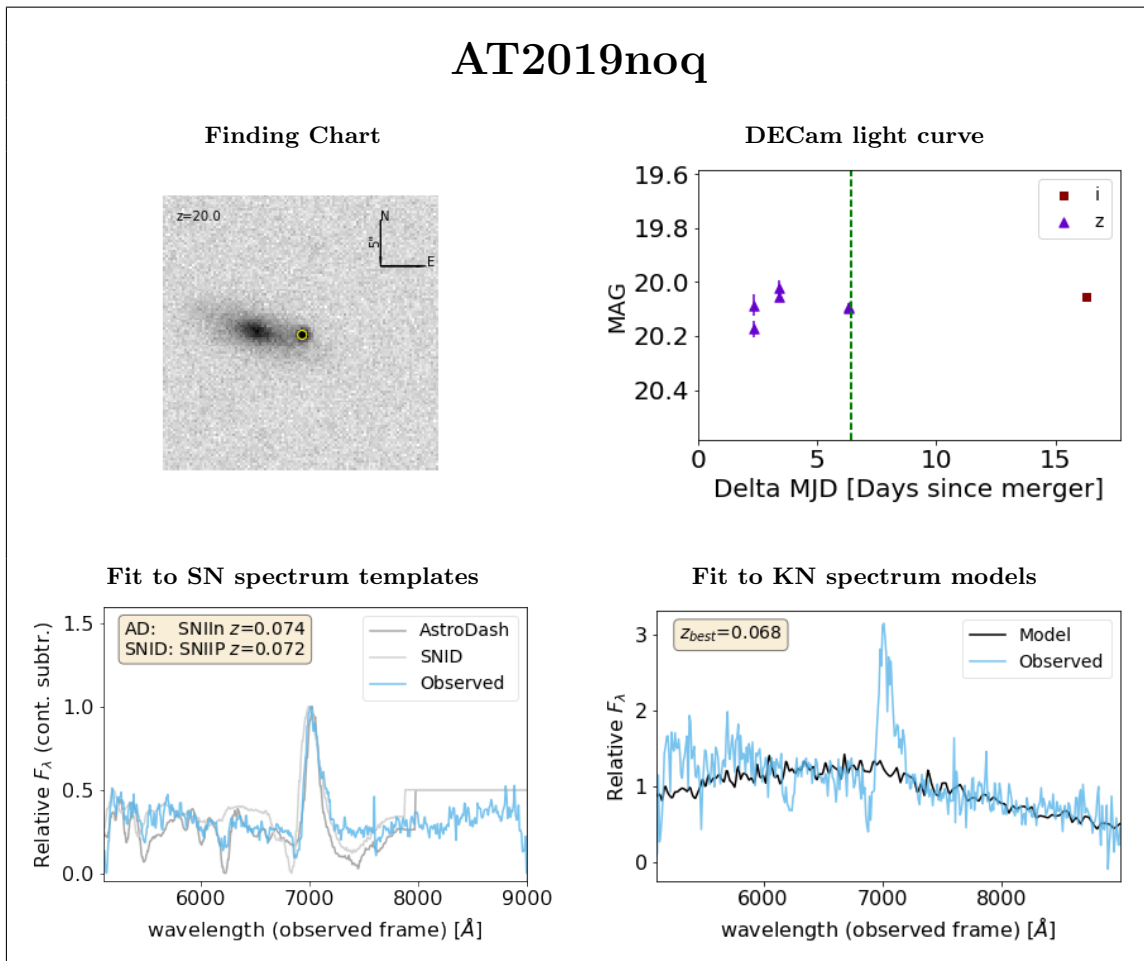 AT2019noq
Finding Chart
z=20.0
N
5"
E
DECam light curve
19.6
19.8
20.0
20.2
20.4
MAG
i
z
0
5
10
15
Delta MJD [Days since merger]
Fit to SN spectrum templates
1.5
1.0
0.5
0.0
Relative Fλ (cont. subtr.)
AD: SNIIn z=0.074
SNID: SNIIP z=0.072
AstroDash
SNID
Observed
6000
7000
8000
9000
wavelength (observed frame) [Å]
Fit to KN spectrum models
3
2
1
0
Relative Fλ
zbest=0.068
Model
Observed
6000
7000
8000
wavelength (observed frame) [Å]